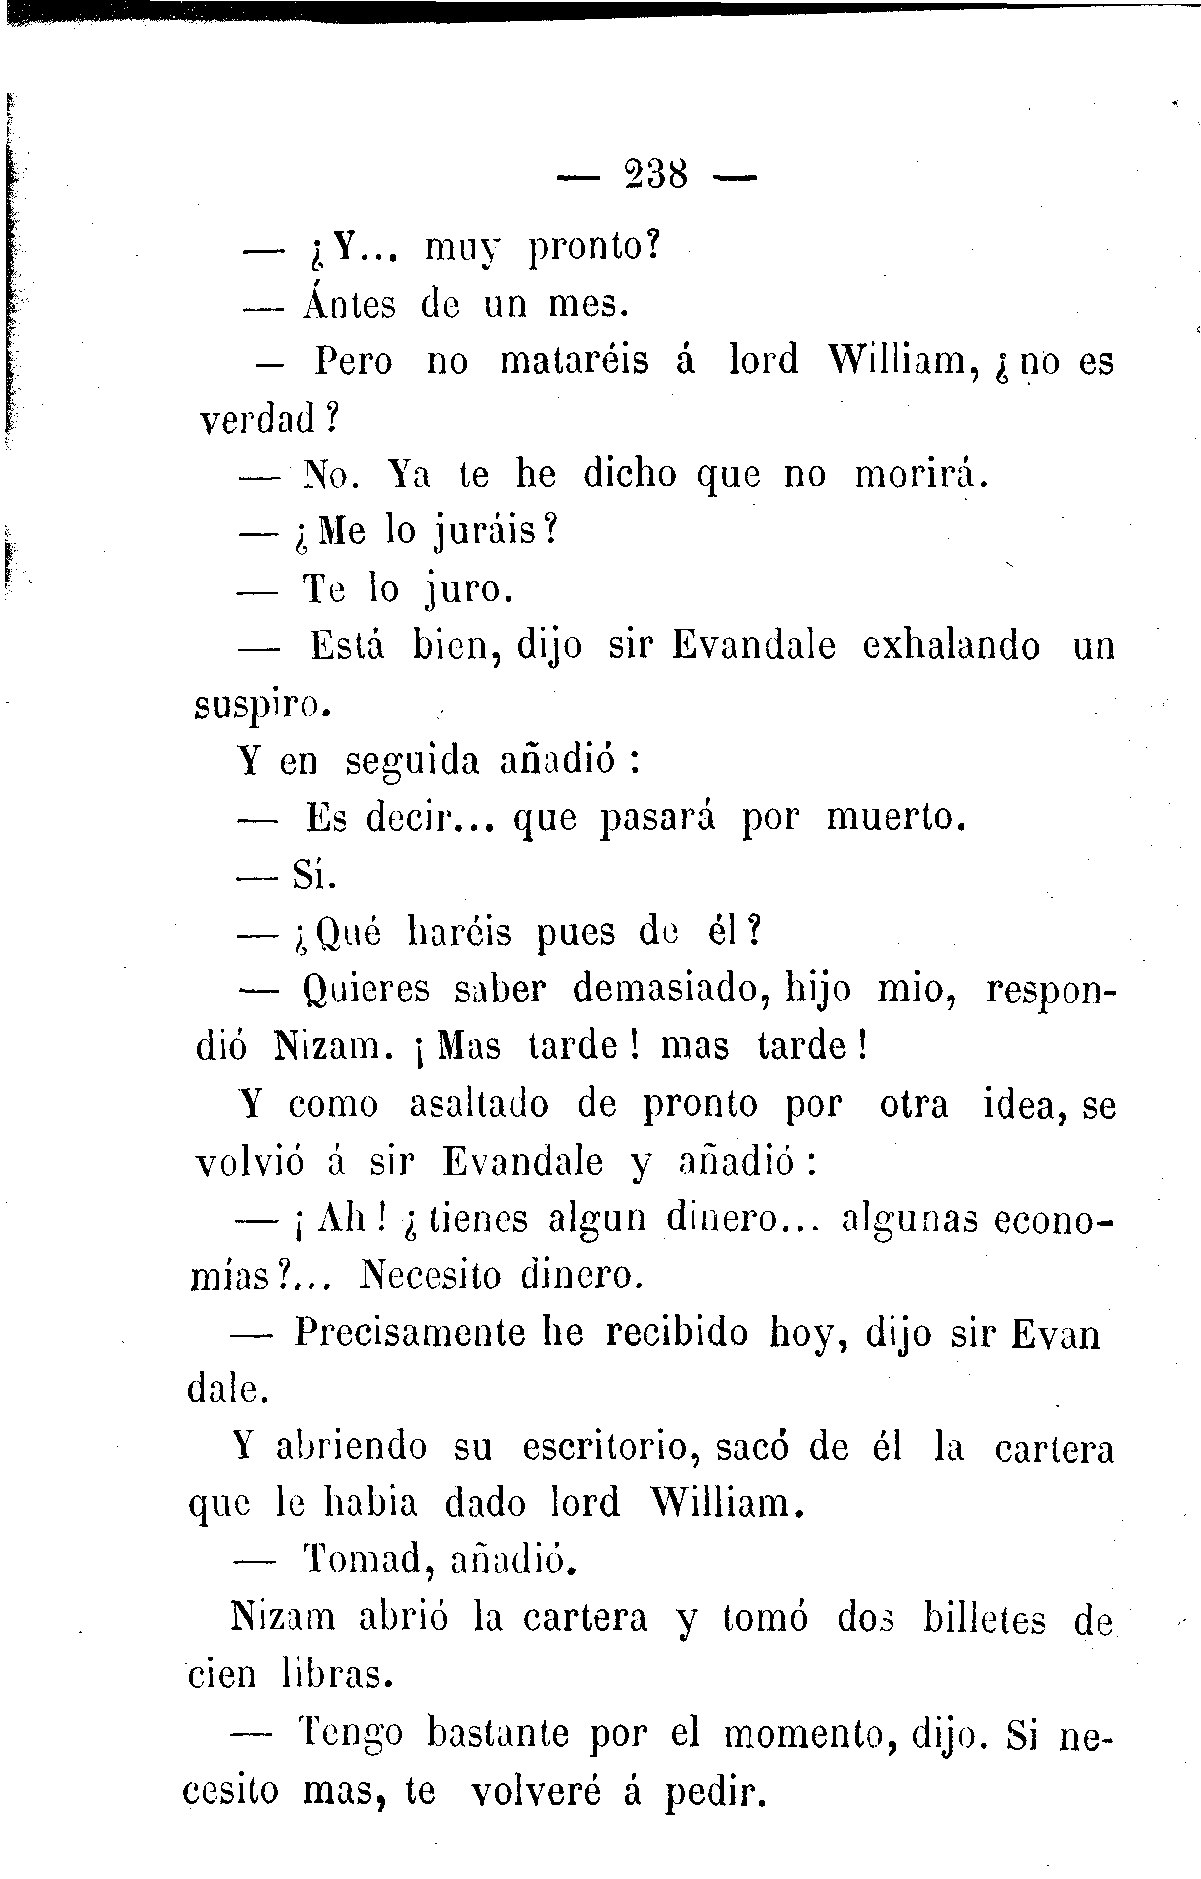 — 238 —
— ¿Y... muy pronto?
— Ántes de un mes.
— Pero no mataréis á lord William, ¿no es
verdad?
— No. Ya te he dicho que no morirá.
— ¿Me lo juráis?
— Te lo juro.
— Está bien, dijo sir Evandale exhalando un
suspiro.
Y en seguida añadió :
— Es decir... que pasará por muerto.
— Sí.
— ¿Qué haréis pues de él?
— Quieres saber demasiado, hijo mio, respon-
dió Nizam. ¡Mas tarde! mas tarde!
Y como asaltado de pronto por otra idea, se
volvió á sir Evandale y añadió :
— ¡Ah! ¿tienes algun dinero... algunas econo-
mías?... Necesito dinero.
— Precisamente he recibido hoy, dijo sir Evan
dale.
Y abriendo su escritorio, sacó de él la cartera
que le habia dado lord William.
— Tomad, añadió.
Nizam abrió la cartera y tomó dos billetes de
cien libras.
— Tengo bastante por el momento, dijo. Si ne-
cesito mas, te volveré á pedir.